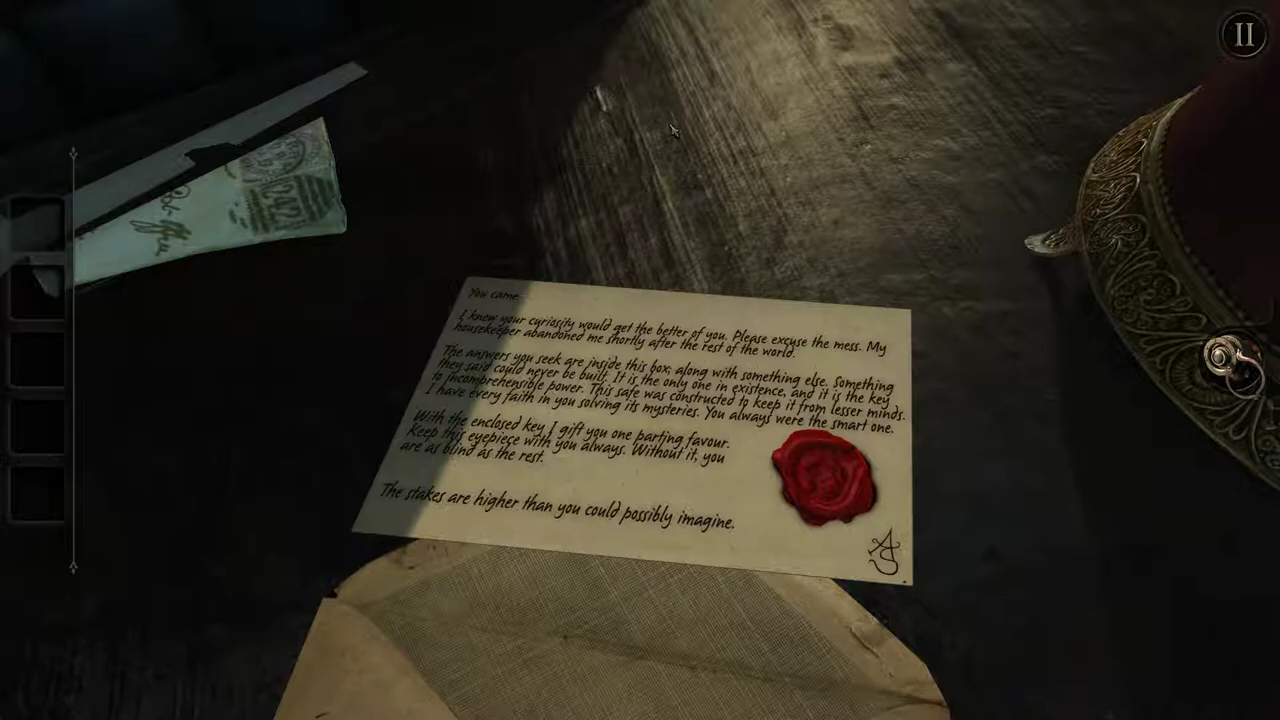 You came.
I knew your curiosity would get the better of you. Please excuse the mess. My
housekeeper abandoned me shortly after the rest of the world.
The answers you seek are inside this box; along with something else. Something
they said could never be built. It is the only one in existence, and it is the key
to incomprehensible power. This safe was constructed to keep it from lesser minds.
I have every faith in you solving its mysteries. You always were the smart one.
With the enclosed key I gift you one parting favour.
Keep this eyepiece with you always. Without it, you
are as blind as the rest.
The stakes are higher than you could possibly imagine.
AS